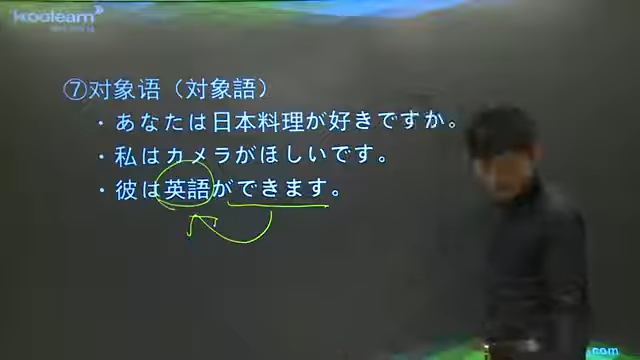 koolearn
⑦对象语（対象語）
・あなたは日本料理が好きですか。
・私はカメラがほしいです。
・彼は英語ができます。
.com